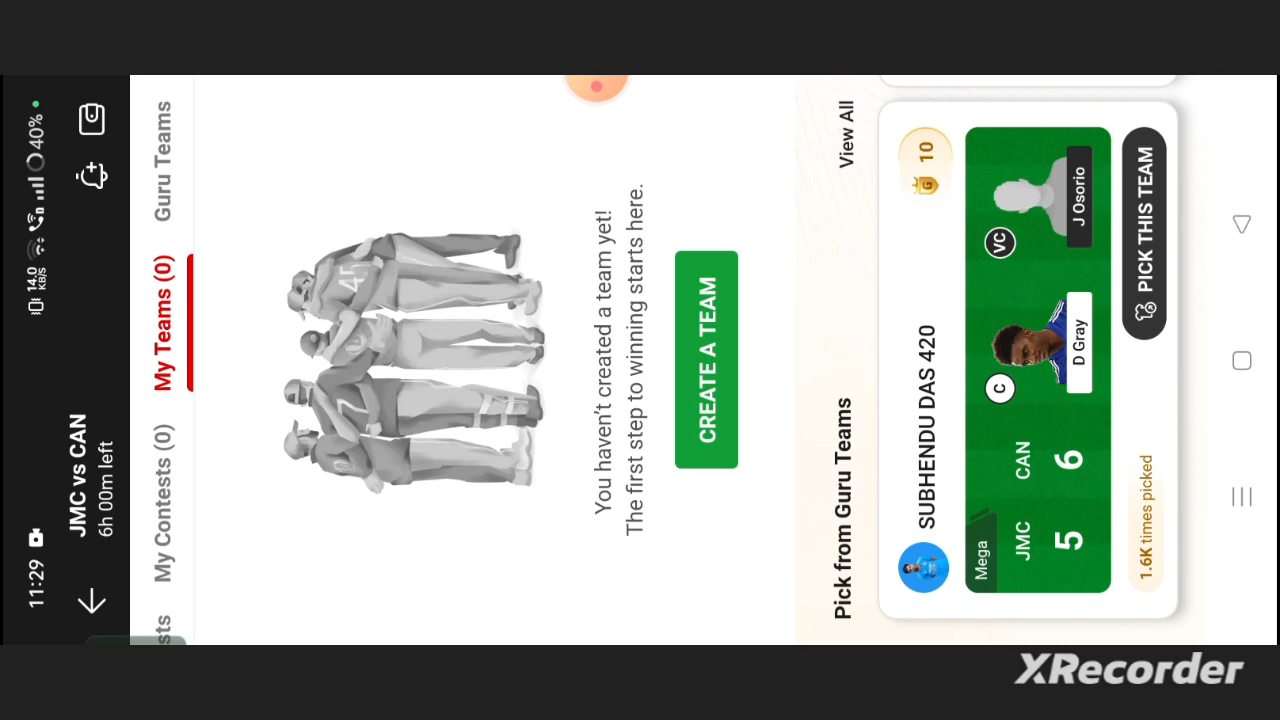 11:29
14.0
KB/S
40%
JMC vs CAN
6h 00m left
sts
My Contests (0)
My Teams (0)
Guru Teams
45
7
You haven't created a team yet!
The first step to winning starts here.
CREATE A TEAM
Pick from Guru Teams
View All
SUBHENDU DAS 420
G 10
Mega
JMC
CAN
5
6
C
D Gray
VC
J Osorio
1.6K times picked
PICK THIS TEAM
XRecorder